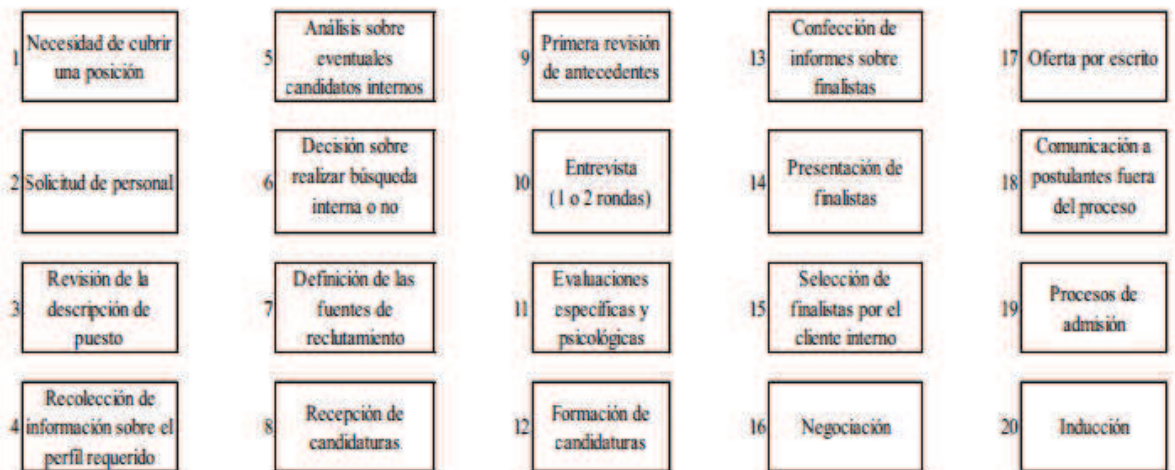 1
Necesidad de cubrir
una posición
2
Solicitud de personal
3
Revisión de la
descripción de
puesto
4
Recolección de
información sobre el
perfil requerido
5
Análisis sobre
eventuales
candidatos internos
6
Decisión sobre
realizar búsqueda
interna o no
7
Definición de las
fuentes de
reclutamiento
8
Recepción de
candidaturas
9
Primera revisión
de antecedentes
10
Entrevista
(1 o 2 rondas)
11
Evaluaciones
específicas y
psicológicas
12
Formación de
candidaturas
13
Confección de
informes sobre
finalistas
14
Presentación de
finalistas
15
Selección de
finalistas por el
cliente interno
16
Negociación
17
Oferta por escrito
18
Comunicación a
postulantes fuera
del proceso
19
Procesos de
admisión
20
Inducción